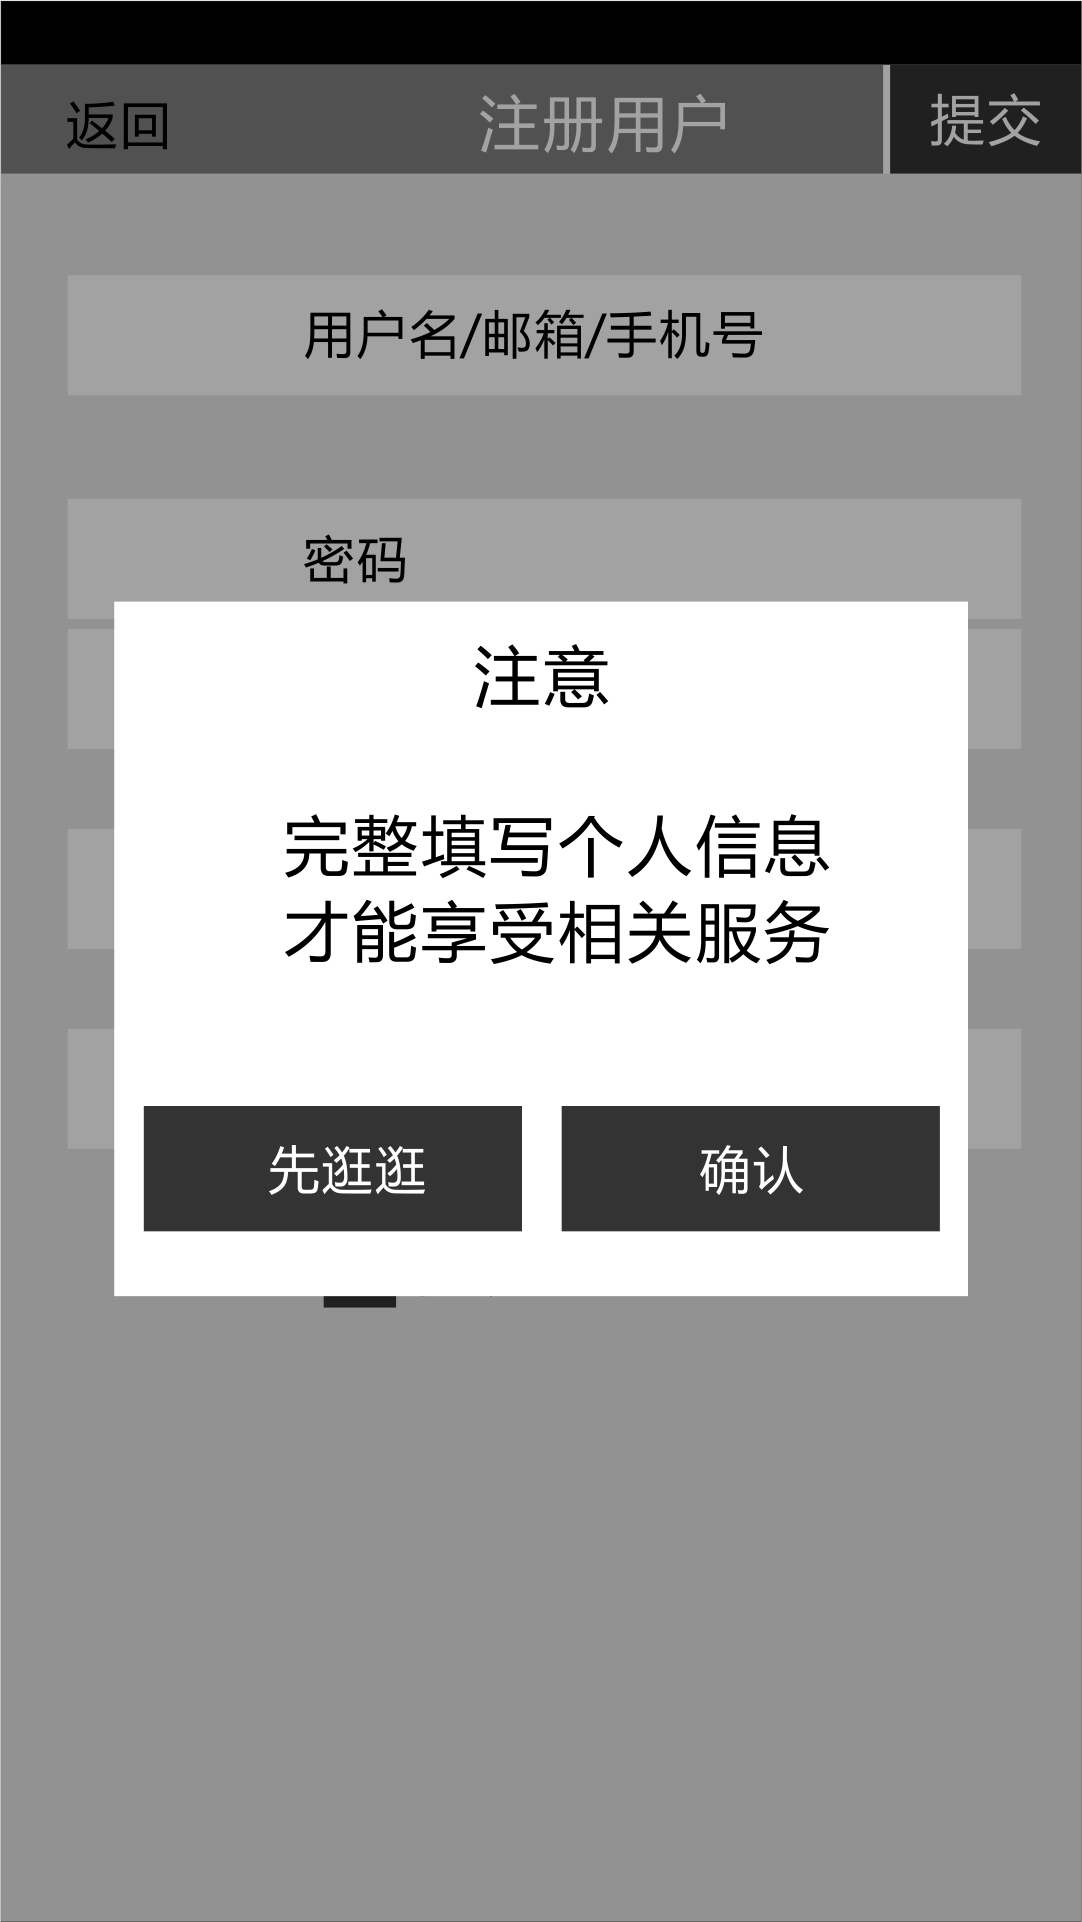 返回
注册用户
提交
用户名/邮箱/手机号
密码
注意
完整填写个人信息
才能享受相关服务
先逛逛
确认